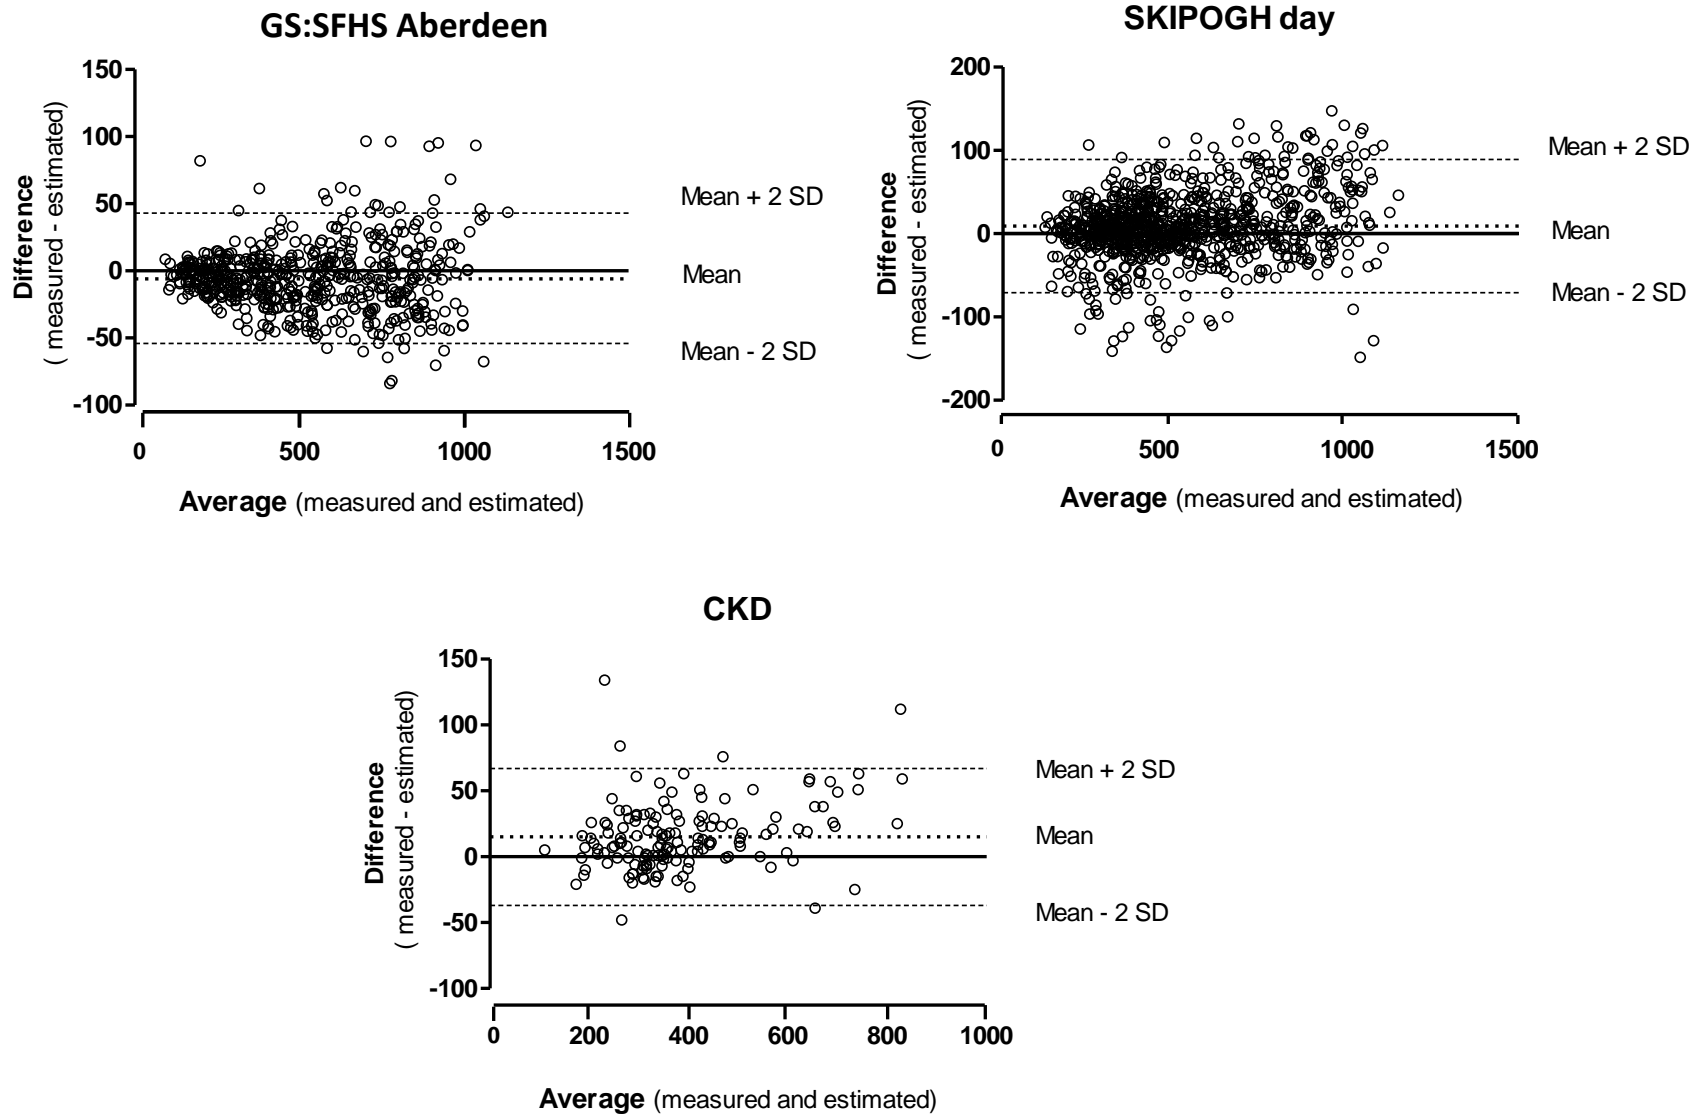 GS:SFHS Aberdeen
150
100
50
0
-50
-100
Difference
( measured - estimated)
Mean + 2 SD
Mean
Mean - 2 SD
0
500
1000
1500
Average (measured and estimated)
SKIPOGH day
200
100
0
-100
-200
Difference
( measured - estimated)
Mean + 2 SD
Mean
Mean - 2 SD
0
500
1000
1500
Average (measured and estimated)
CKD
150
100
50
0
-50
-100
Difference
( measured - estimated)
Mean + 2 SD
Mean
Mean - 2 SD
0
200
400
600
800
1000
Average (measured and estimated)